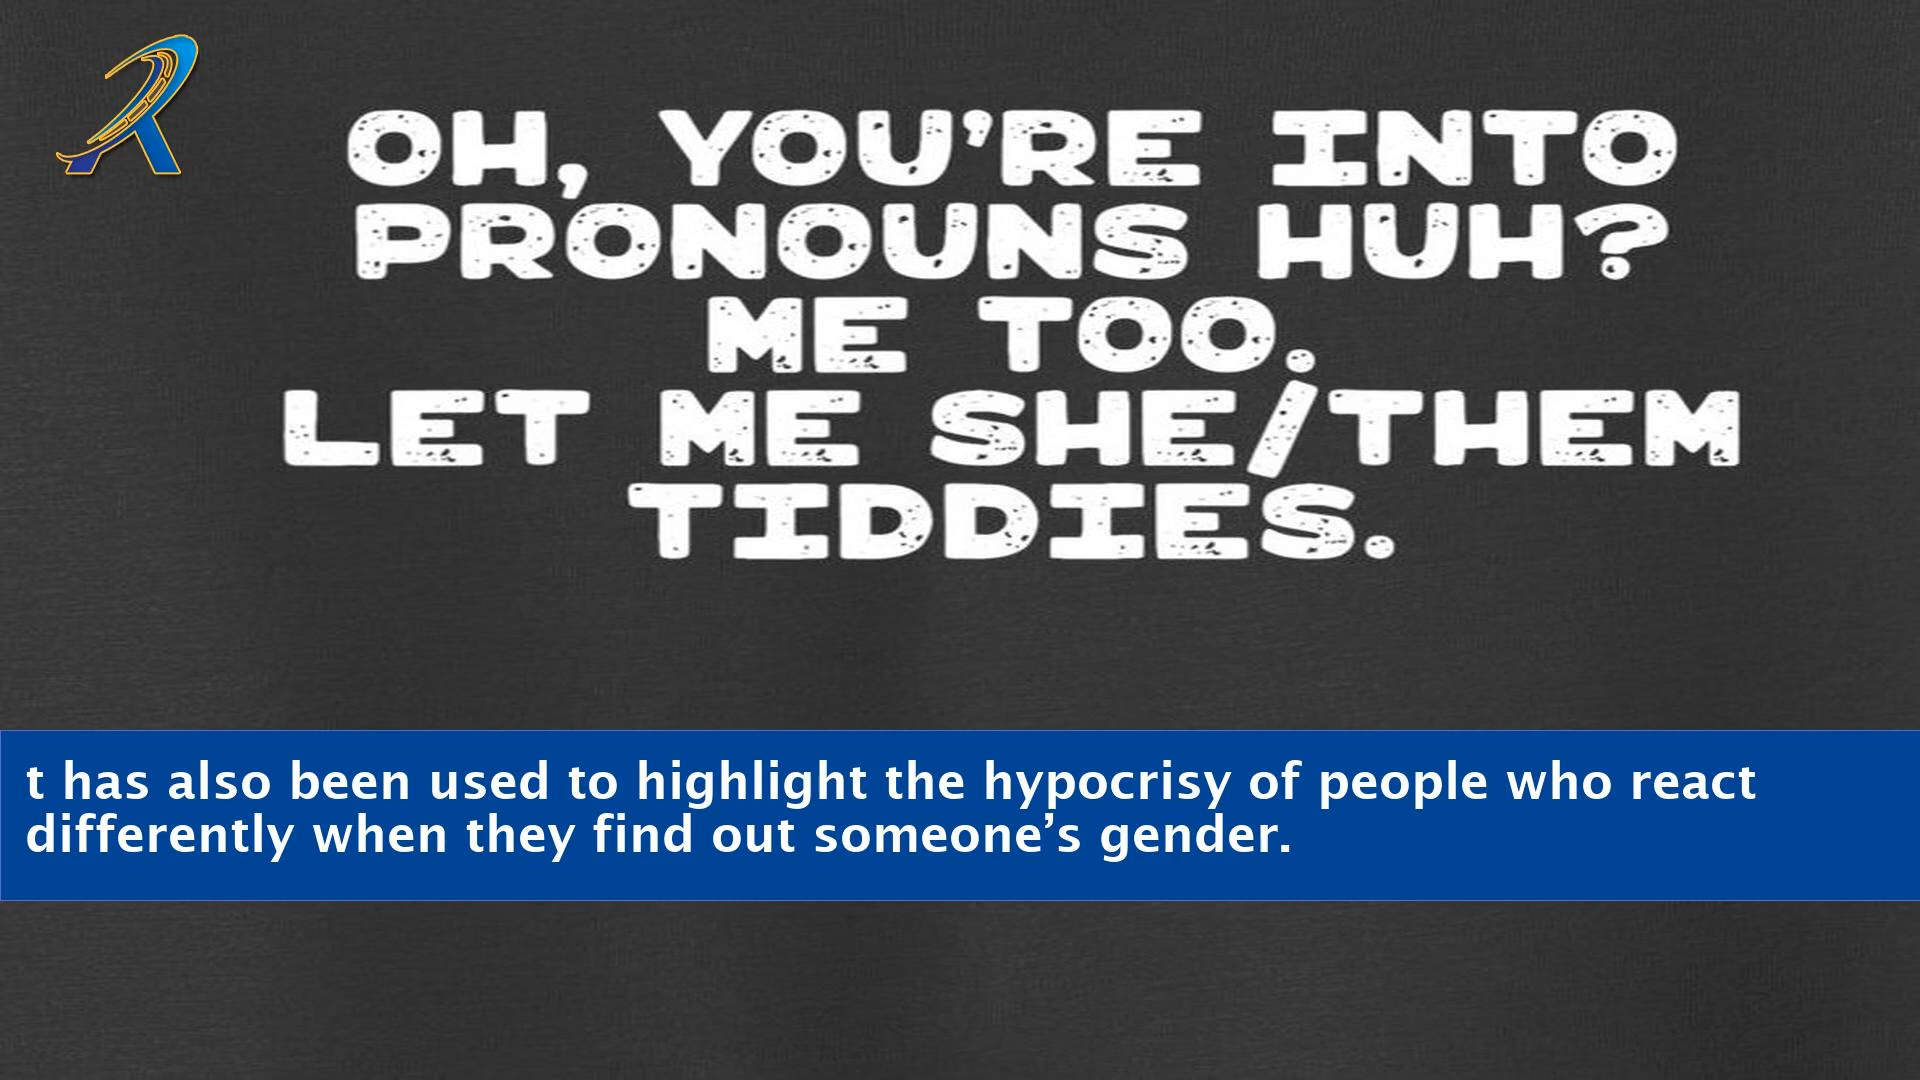 OH, YOU'RE INTO
PRONOUNS HUH?
ME TOO.
LET ME SHE/THEM
TIDDIES.
t has also been used to highlight the hypocrisy of people who react
differently when they find out someone’s gender.